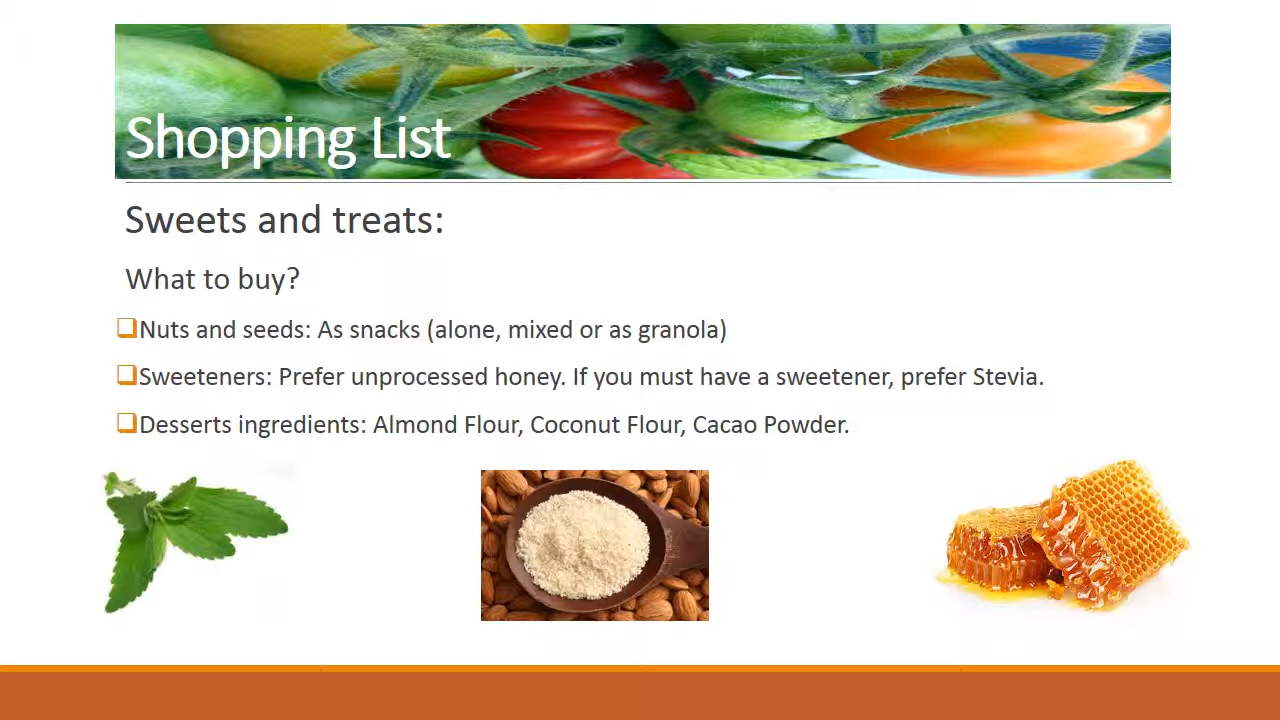 Shopping List
Sweets and treats:
What to buy?
Nuts and seeds: As snacks (alone, mixed or as granola)
Sweeteners: Prefer unprocessed honey. If you must have a sweetener, prefer Stevia.
Desserts ingredients: Almond Flour, Coconut Flour, Cacao Powder.